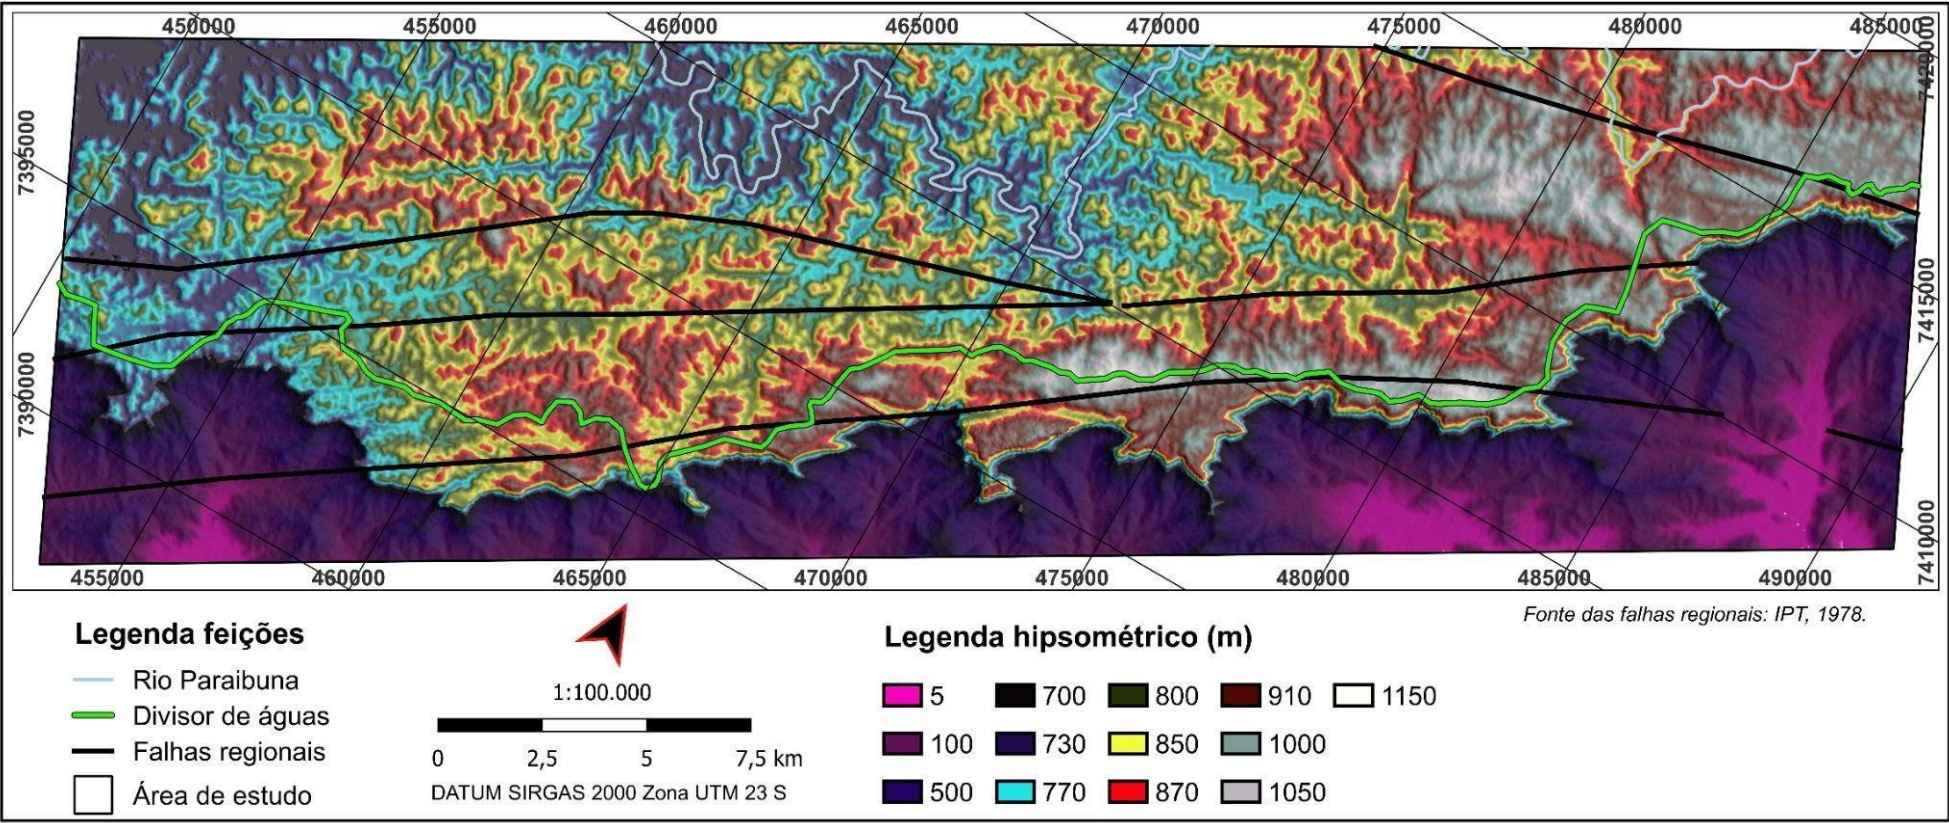 450000 455000 460000 465000 470000 475000 480000 485000
7420000
7395000
7415000
7390000
7410000
455000 460000 465000 470000 475000 480000 485000 490000
Fonte das falhas regionais: IPT, 1978.
Legenda feições
Rio Paraibuna
Divisor de águas
Falhas regionais
Área de estudo
1:100.000
0 2,5 5 7,5 km
DATUM SIRGAS 2000 Zona UTM 23 S
Legenda hipsométrico (m)
5 700 800 910 1150
100 730 850 1000
500 770 870 1050